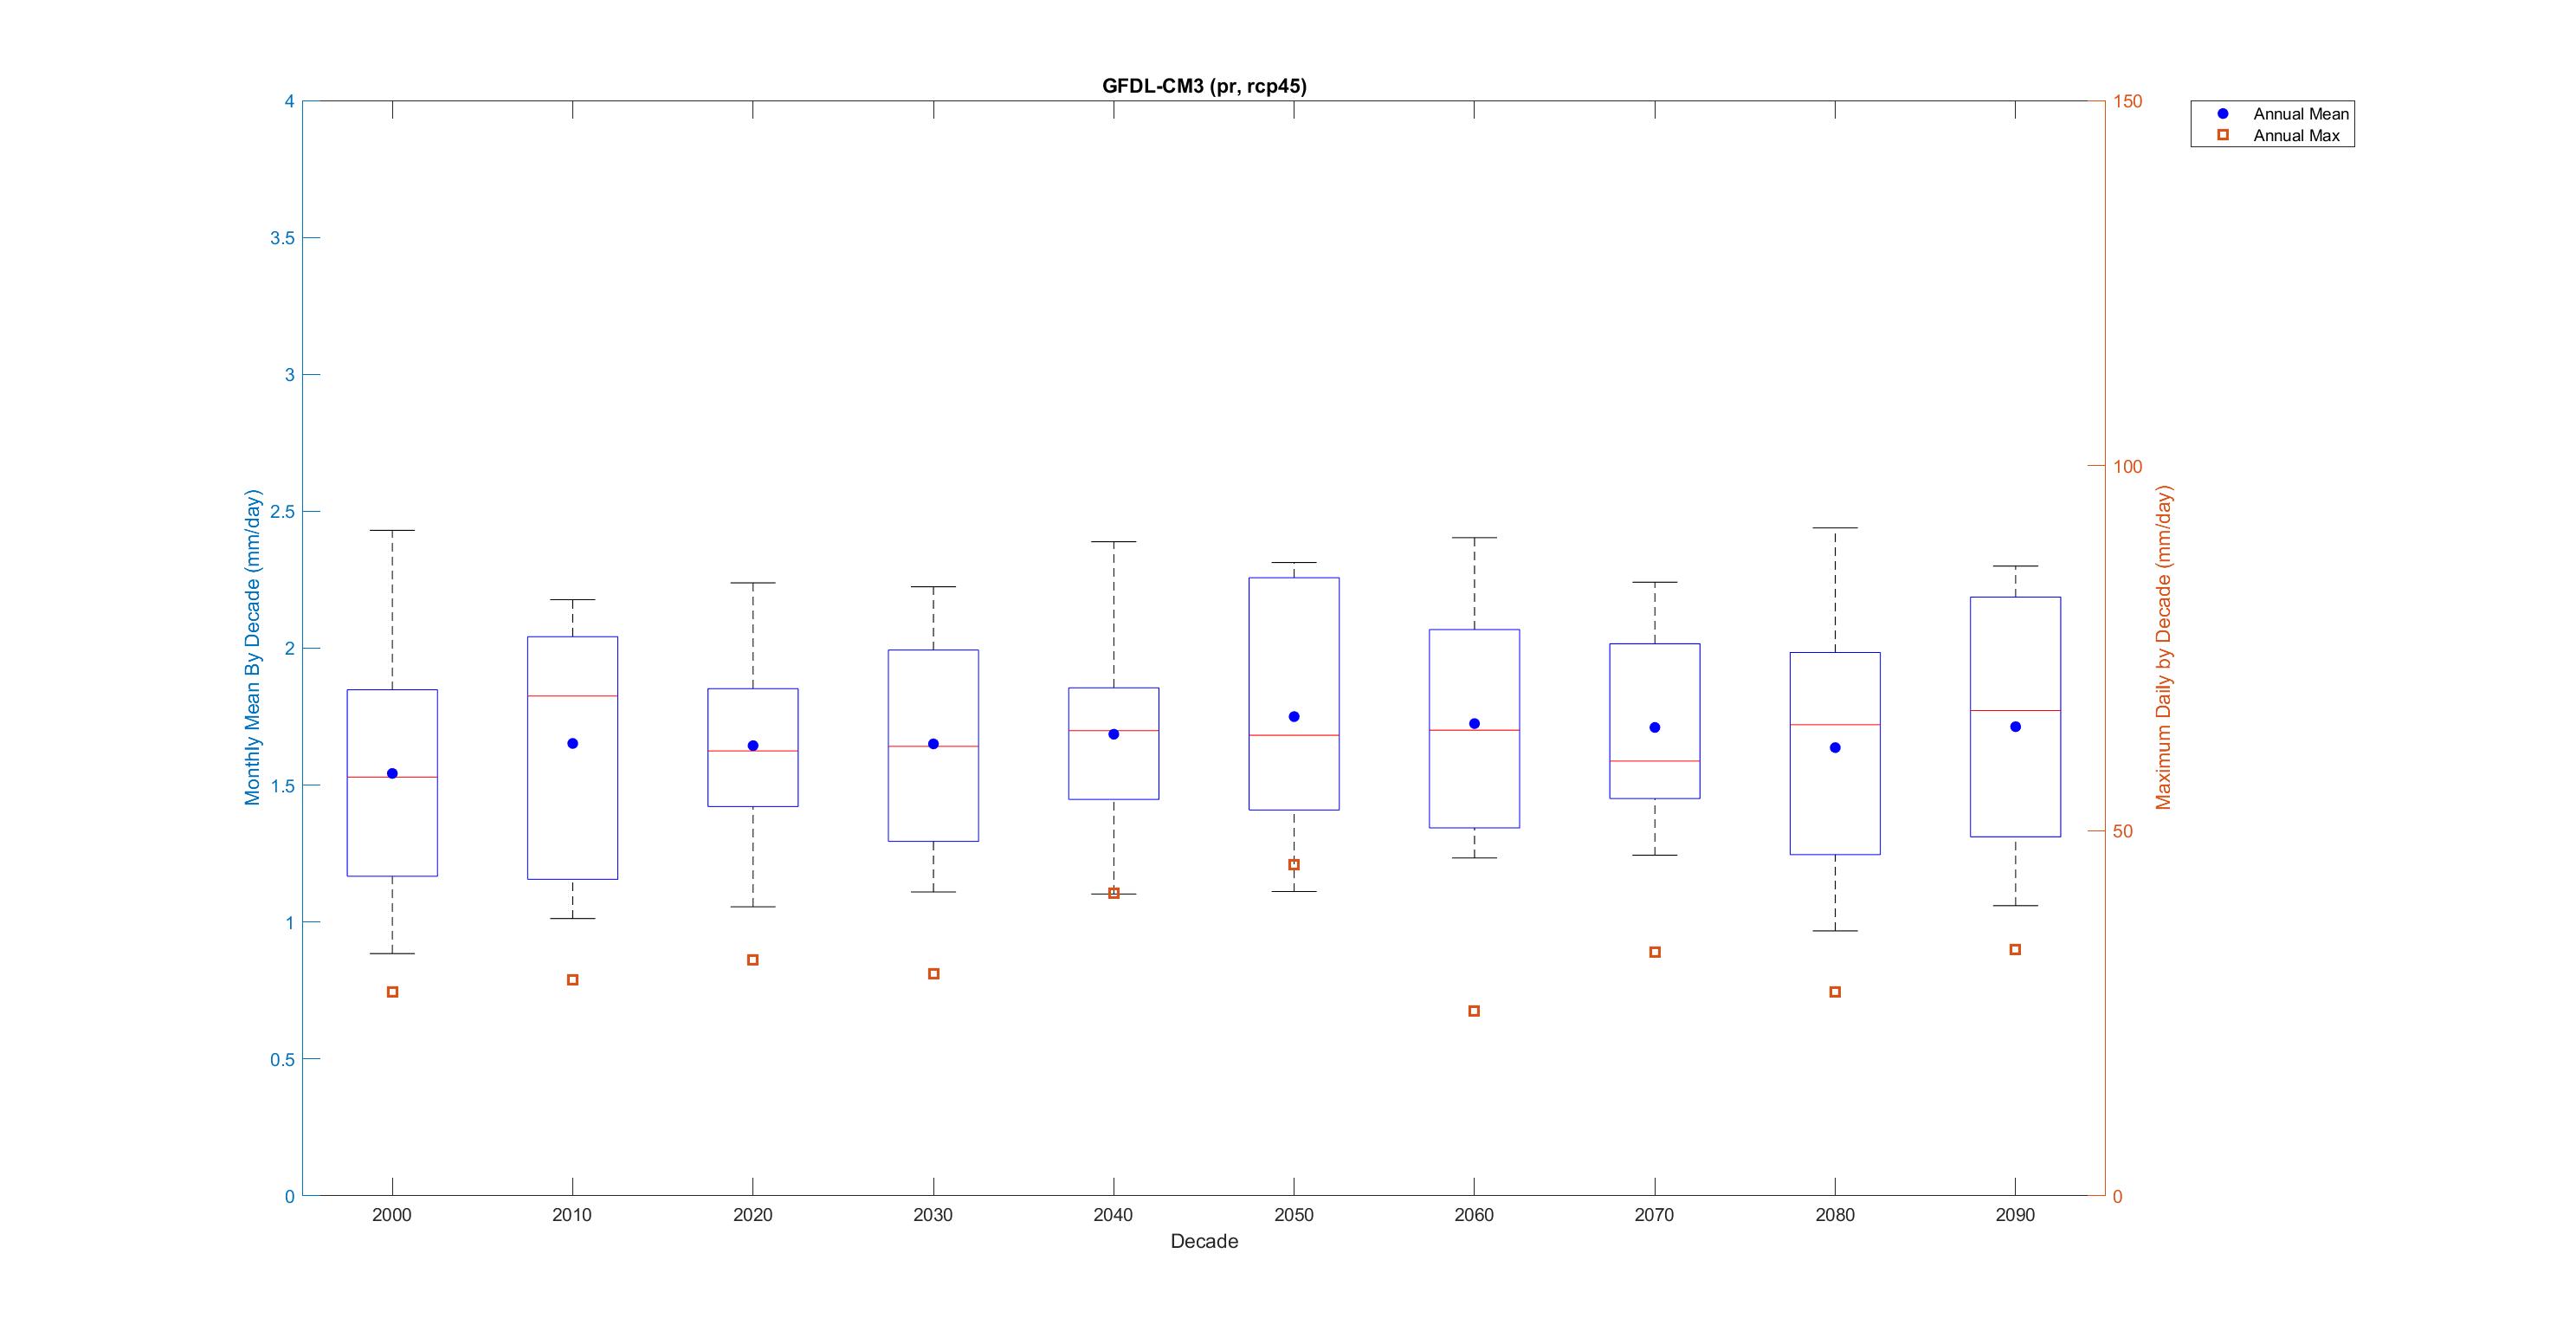 GFDL-CM3 (pr, rcp45)
Annual Mean
Annual Max
4
3.5
3
2.5
2
1.5
1
0.5
0
Monthly Mean By Decade (mm/day)
150
100
50
0
Maximum Daily by Decade (mm/day)
2000 2010 2020 2030 2040 2050 2060 2070 2080 2090
Decade